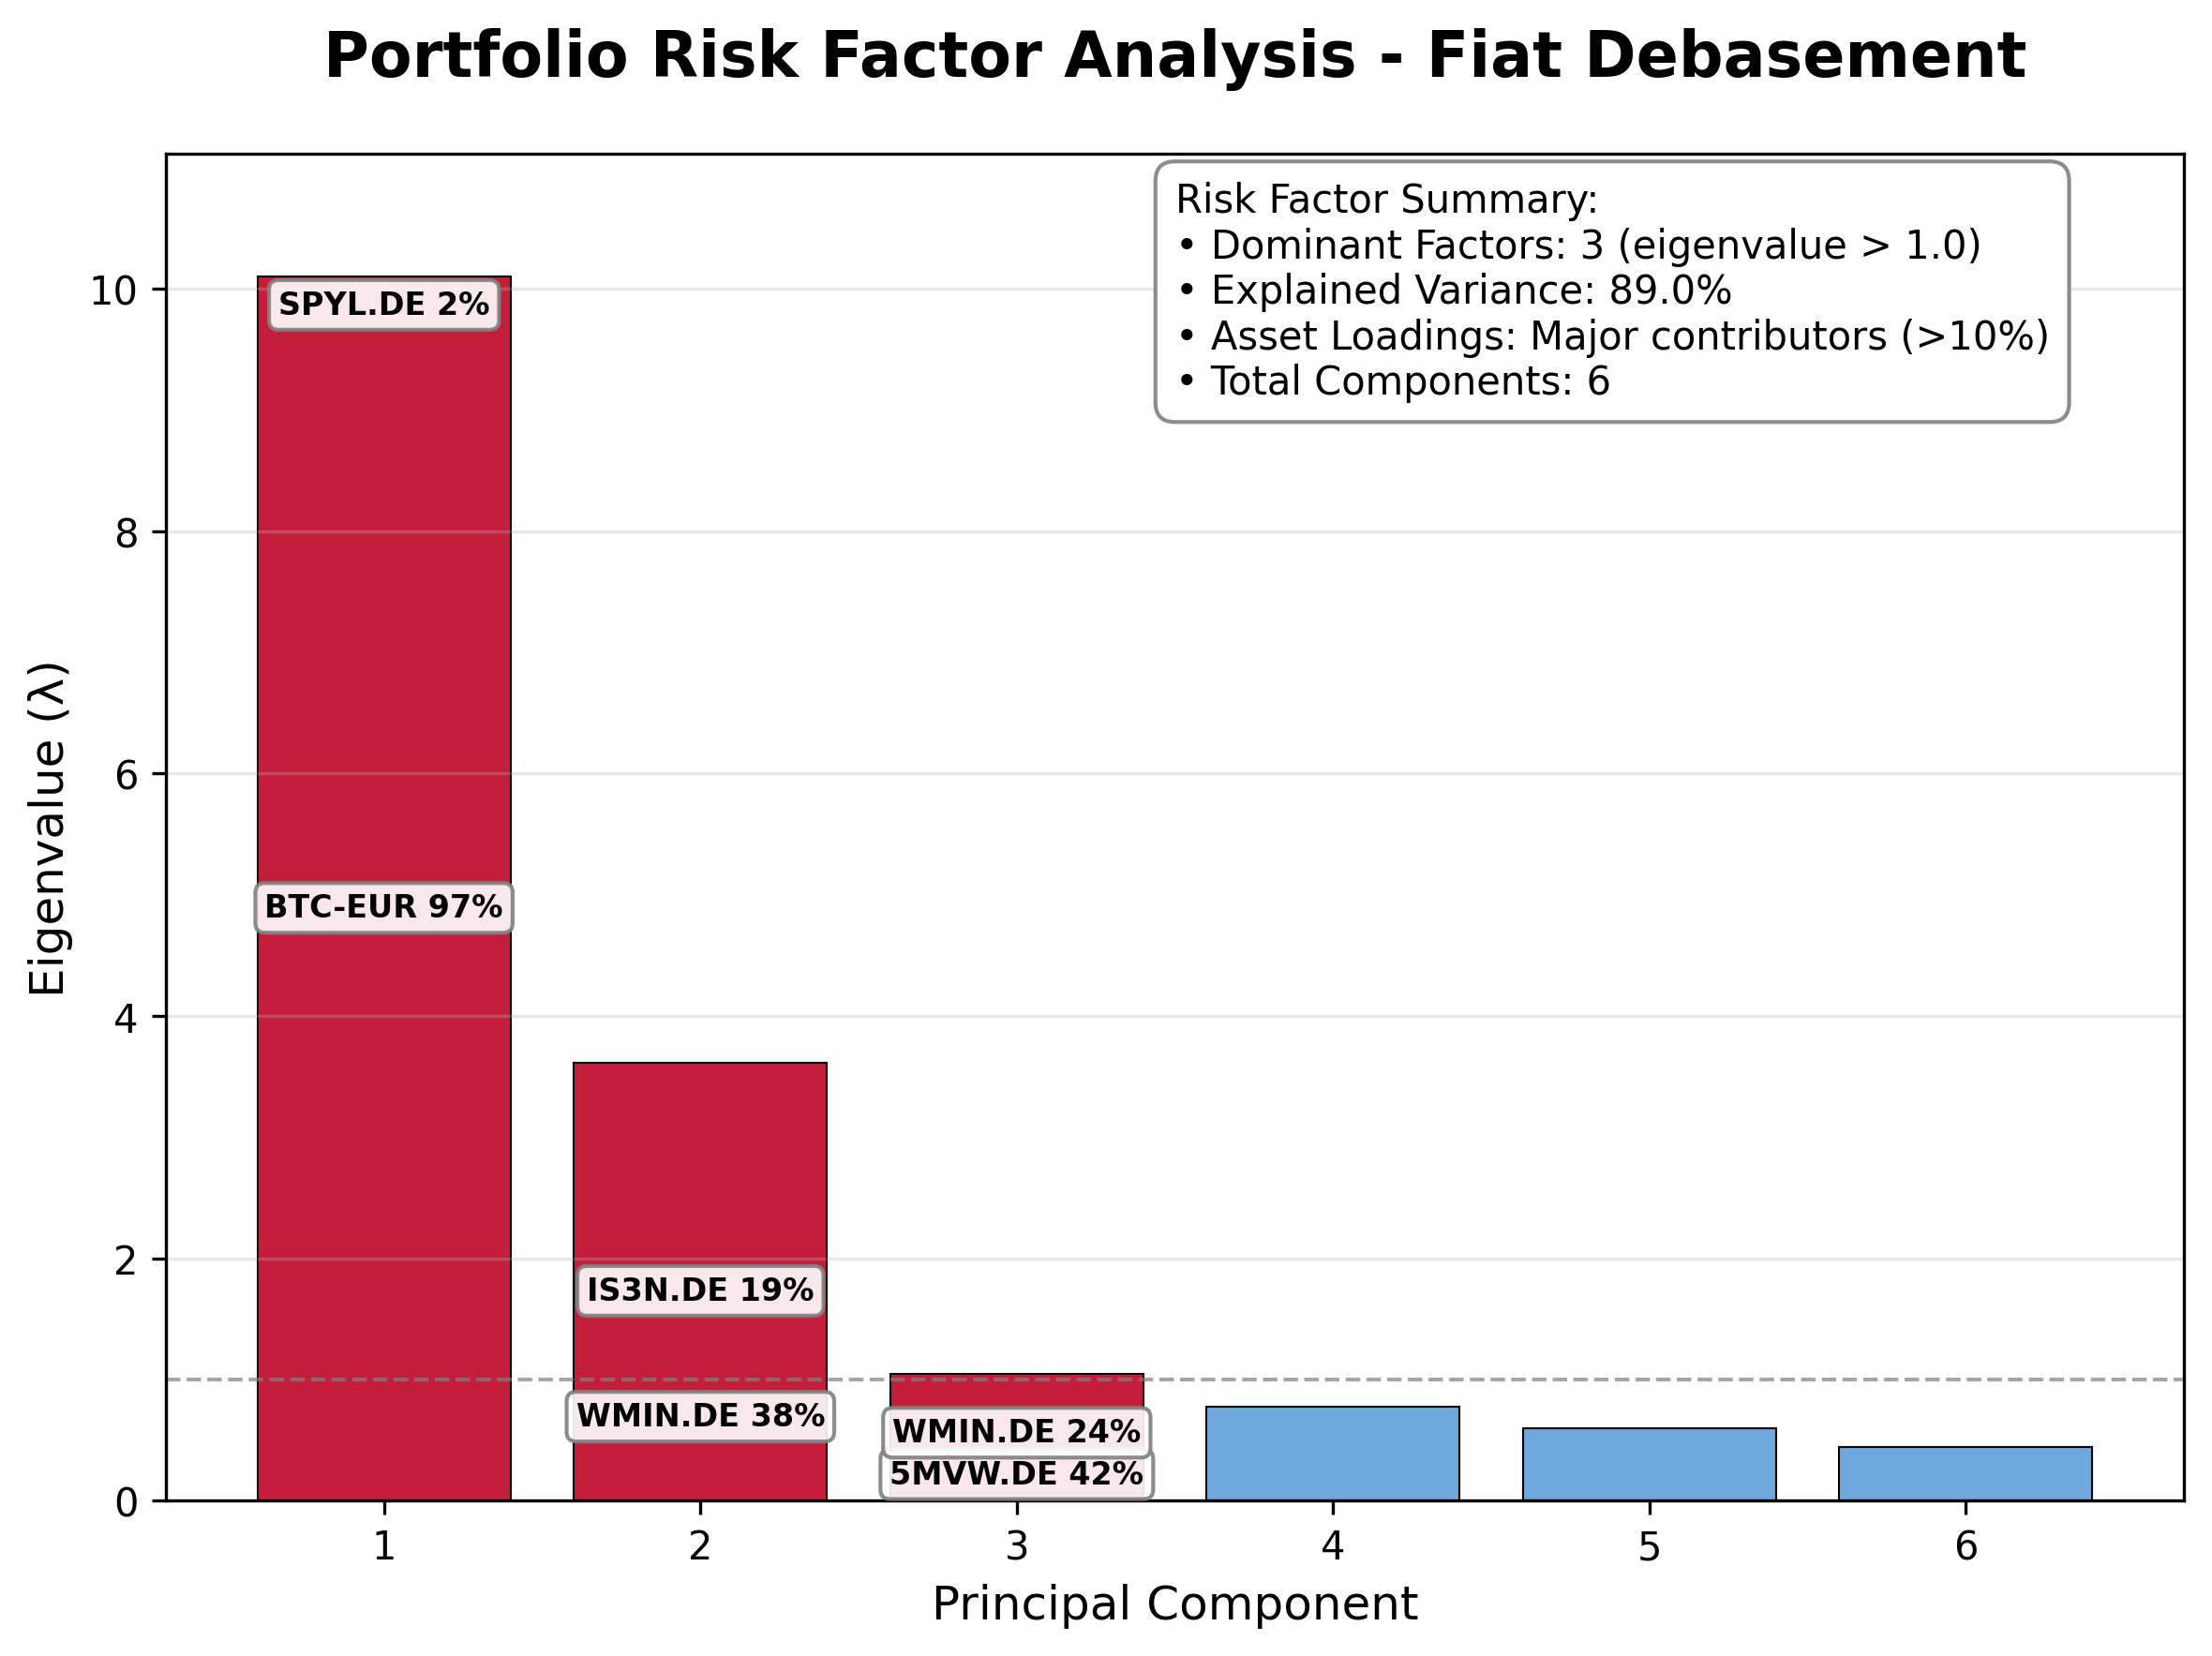 Portfolio Risk Factor Analysis - Fiat Debasement
Risk Factor Summary:
• Dominant Factors: 3 (eigenvalue > 1.0)
• Explained Variance: 89.0%
• Asset Loadings: Major contributors (>10%)
• Total Components: 6
Eigenvalue (λ)
10
8
6
4
2
0
SPYL.DE 2%
BTC-EUR 97%
IS3N.DE 19%
WMIN.DE 38%
WMIN.DE 24%
5MVW.DE 42%
1 2 3 4 5 6
Principal Component